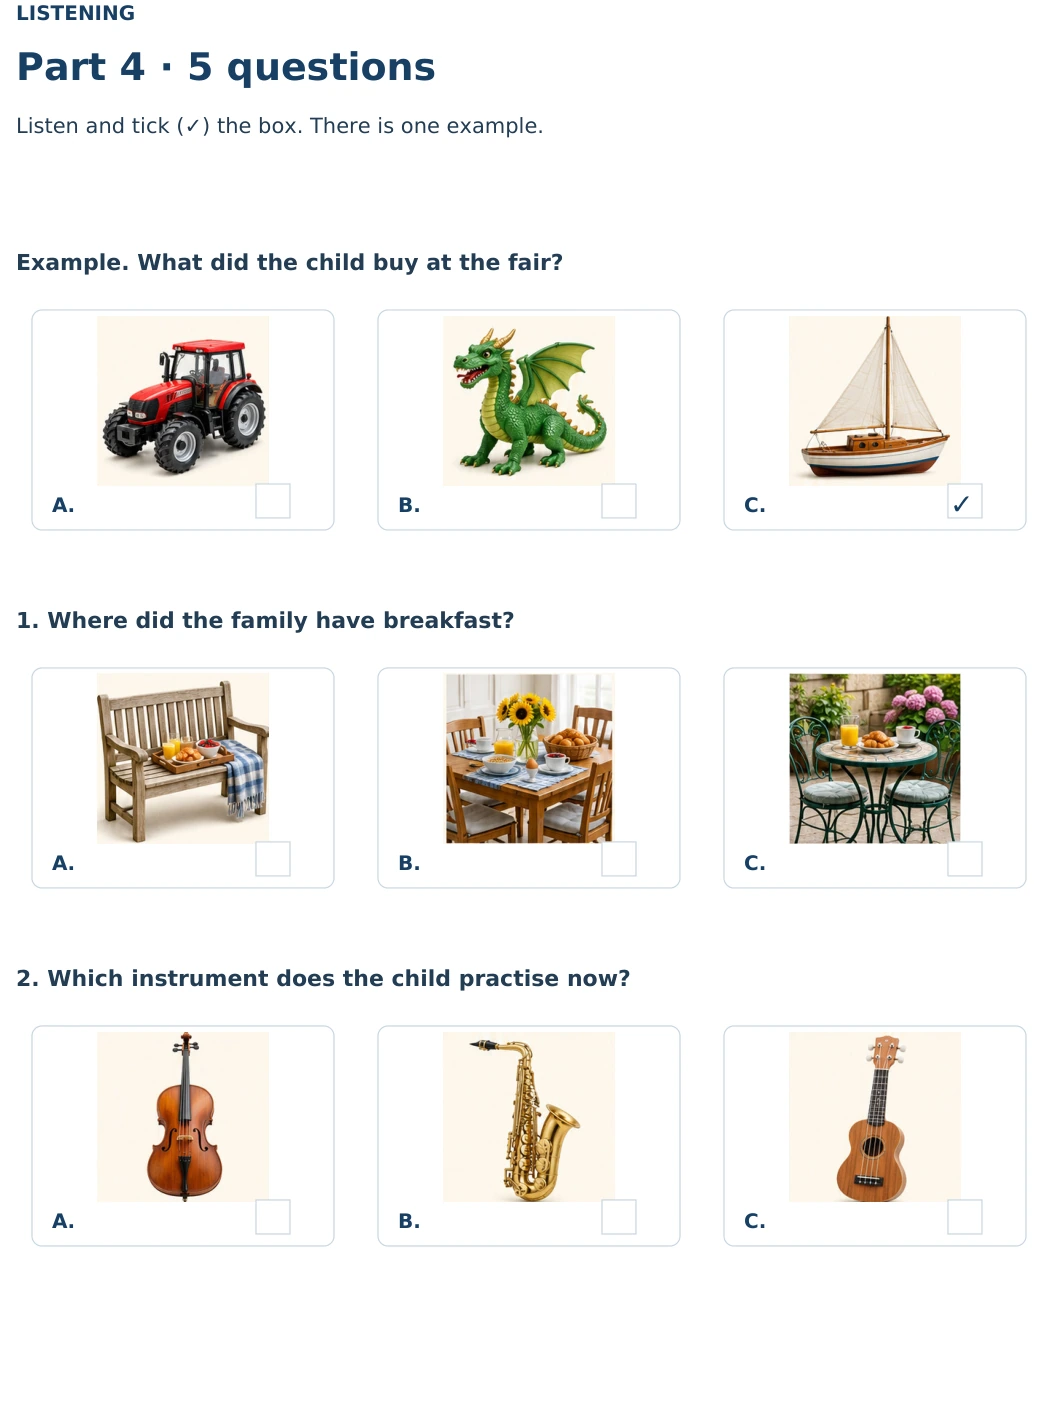 LISTENING
Part 4 · 5 questions
Listen and tick (✓) the box. There is one example.
Example. What did the child buy at the fair?
A.
B.
C. ✓
1. Where did the family have breakfast?
A.
B.
C.
2. Which instrument does the child practise now?
A.
B.
C.